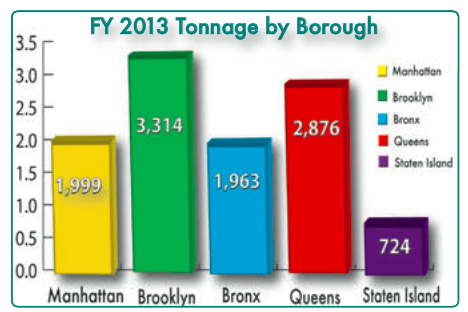 FY 2013 Tonnage by Borough
3.5
3.0
2.5
2.0
1.5
1.0
0.5
0.0
1,999
3,314
1,963
2,876
724
Manhattan
Brooklyn
Bronx
Queens
Staten Island
Manhattan Brooklyn Bronx Queens Staten Island